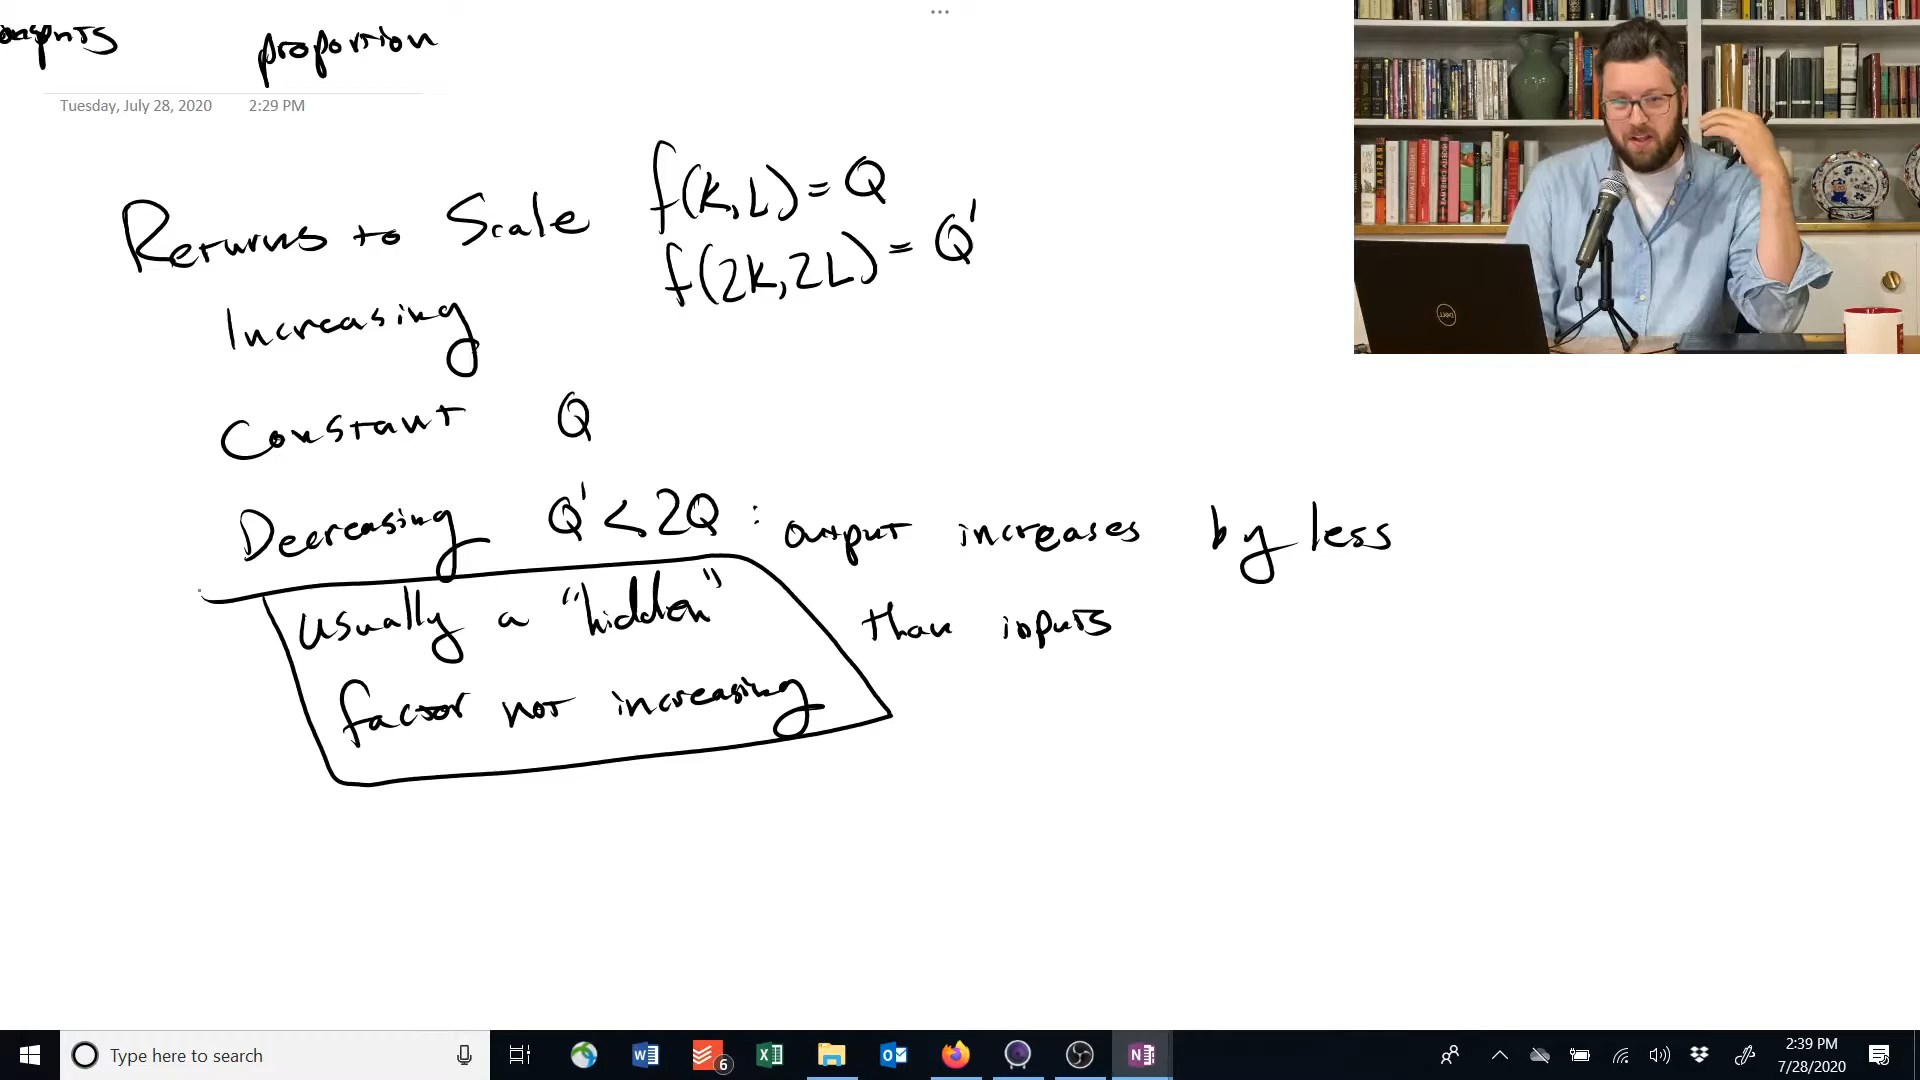 proportion
Tuesday, July 28, 2020 2:29 PM
Returns to Scale f(K,L) = Q
f(2K,2L) = Q'
Increasing
Constant Q
Decreasing Q' < 2Q : output increases by less
than inputs
Usually a "hidden"
factor not increasing
Type here to search
6
2:39 PM
7/28/2020